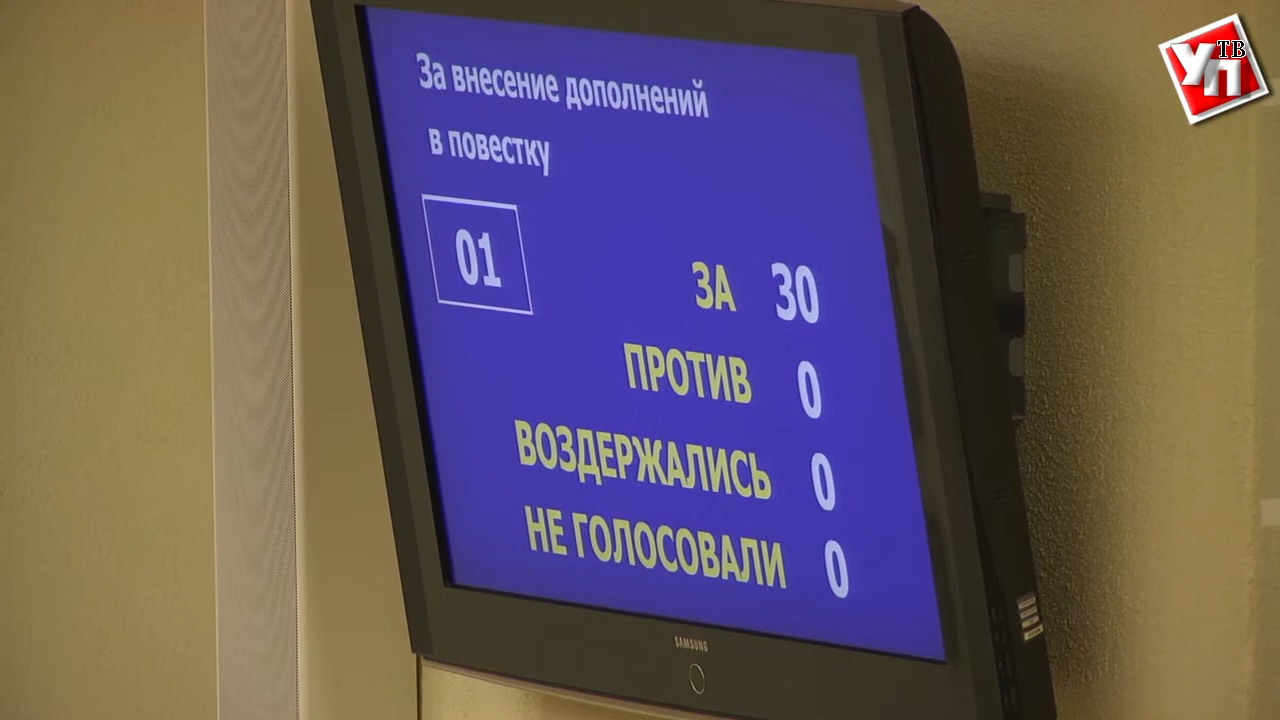 За внесение дополнений
в повестку
01
ЗА 30
ПРОТИВ 0
ВОЗДЕРЖАЛИСЬ 0
НЕ ГОЛОСОВАЛИ 0
SAMSUNG
УП ТВ